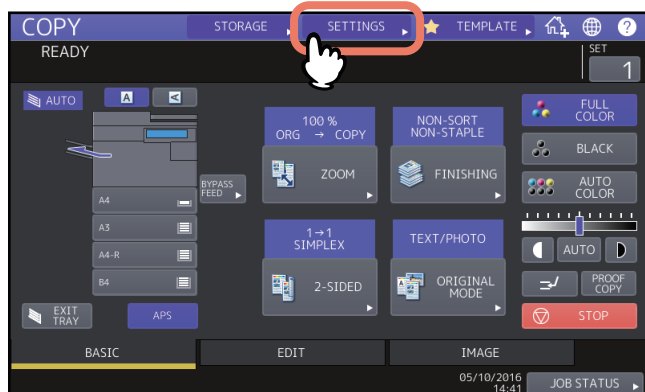 COPY
STORAGE
SETTINGS
TEMPLATE
?
READY
SET
1
AUTO
A
A
100 %
ORG → COPY
NON-SORT
NON-STAPLE
FULL
COLOR
BLACK
ZOOM
FINISHING
BYPASS
FEED
AUTO
COLOR
A4
A3
A4-R
B4
1→1
SIMPLEX
TEXT/PHOTO
AUTO
2-SIDED
ORIGINAL
MODE
PROOF
COPY
EXIT
TRAY
APS
STOP
BASIC
EDIT
IMAGE
05/10/2016
14:41
JOB STATUS